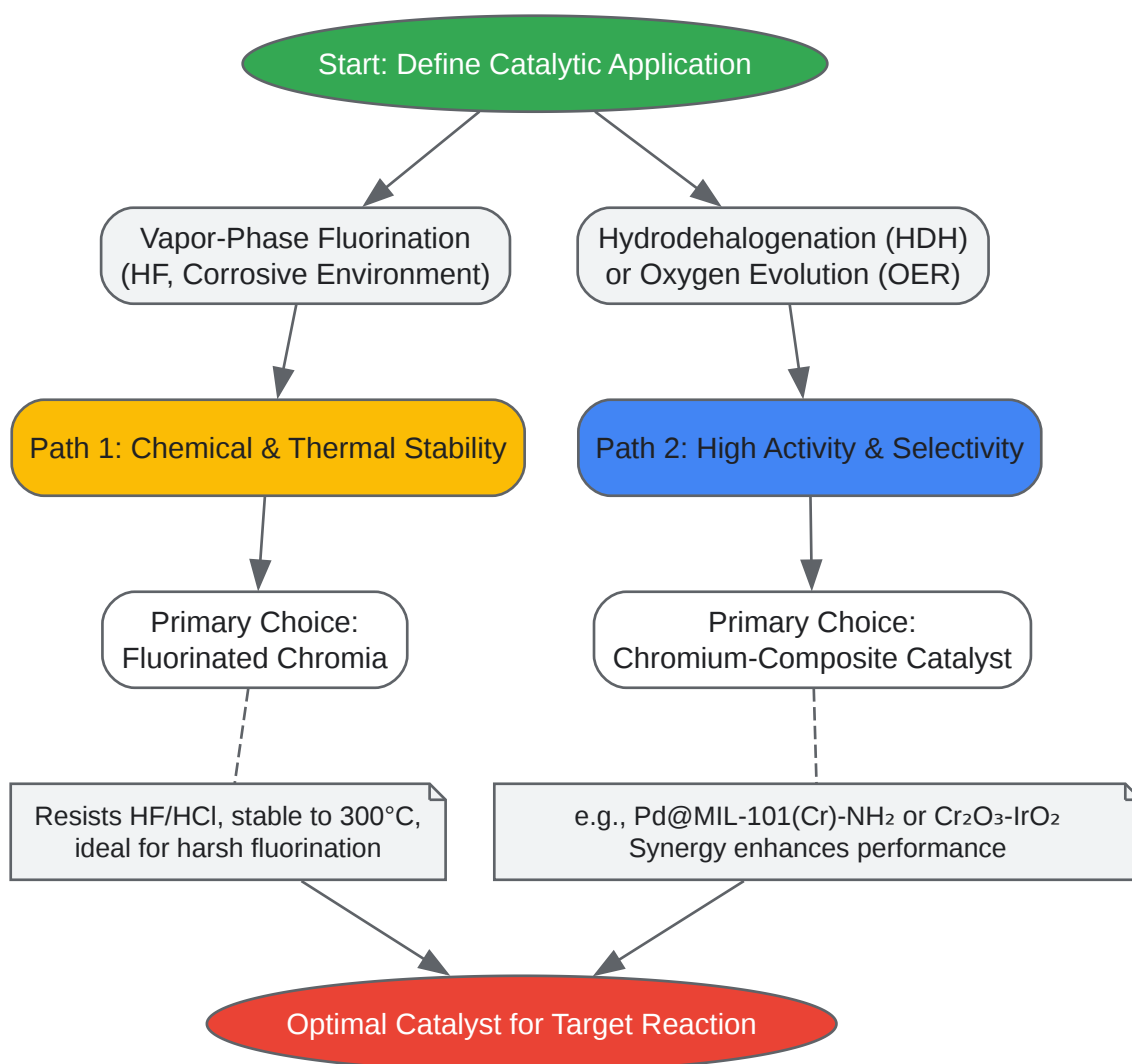 Start: Define Catalytic Application
Vapor-Phase Fluorination
(HF, Corrosive Environment)
Hydrodehalogenation (HDH)
or Oxygen Evolution (OER)
Path 1: Chemical & Thermal Stability
Path 2: High Activity & Selectivity
Primary Choice:
Fluorinated Chromia
Primary Choice:
Chromium-Composite Catalyst
Resists HF/HCl, stable to 300°C,
ideal for harsh fluorination
e.g., Pd@MIL-101(Cr)-NH₂ or Cr₂O₃-IrO₂
Synergy enhances performance
Optimal Catalyst for Target Reaction